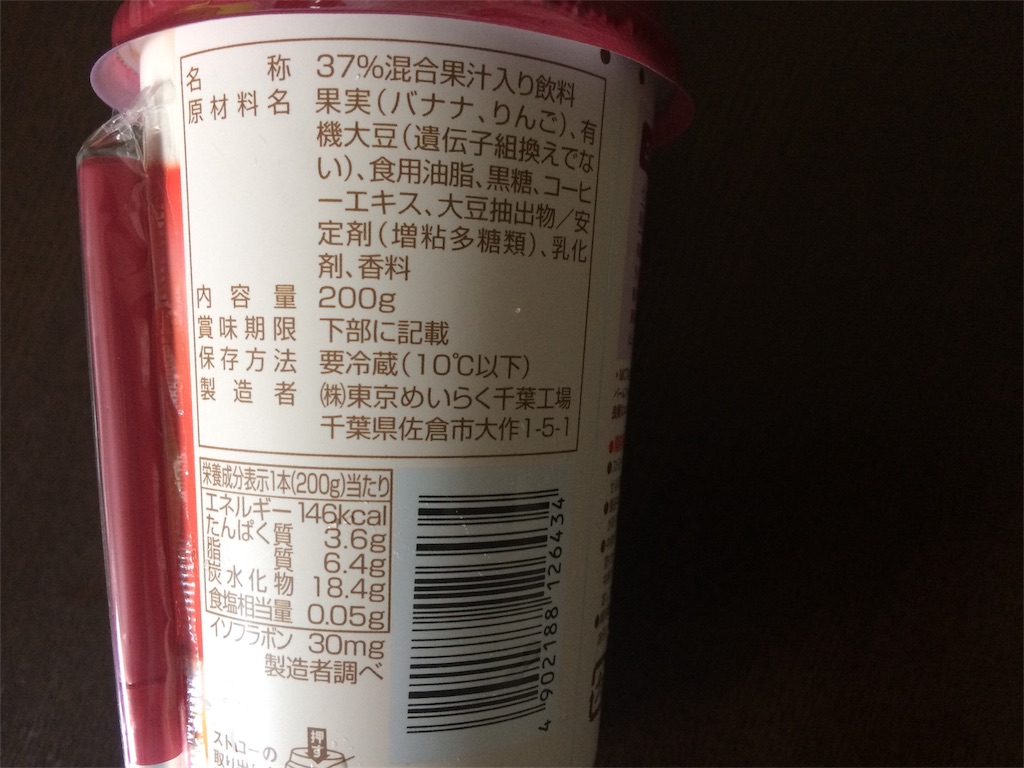 名称 37%混合果汁入り飲料
原材料名 果実(バナナ、りんご)、有
機大豆(遺伝子組換えでな
い)、食用油脂、黒糖、コーヒ
ーエキス、大豆抽出物/安
定剤(増粘多糖類)、乳化
剤、香料
内容量 200g
賞味期限 下部に記載
保存方法 要冷蔵(10℃以下)
製造者 ㈱東京めいらく千葉工場
千葉県佐倉市大作1-5-1
栄養成分表示1本(200g)当たり
エネルギー 146kcal
たんぱく質 3.6g
脂質 6.4g
炭水化物 18.4g
食塩相当量 0.05g
イソフラボン 30mg
製造者調べ
4 902188 126434
押す
ストローの
取り出し